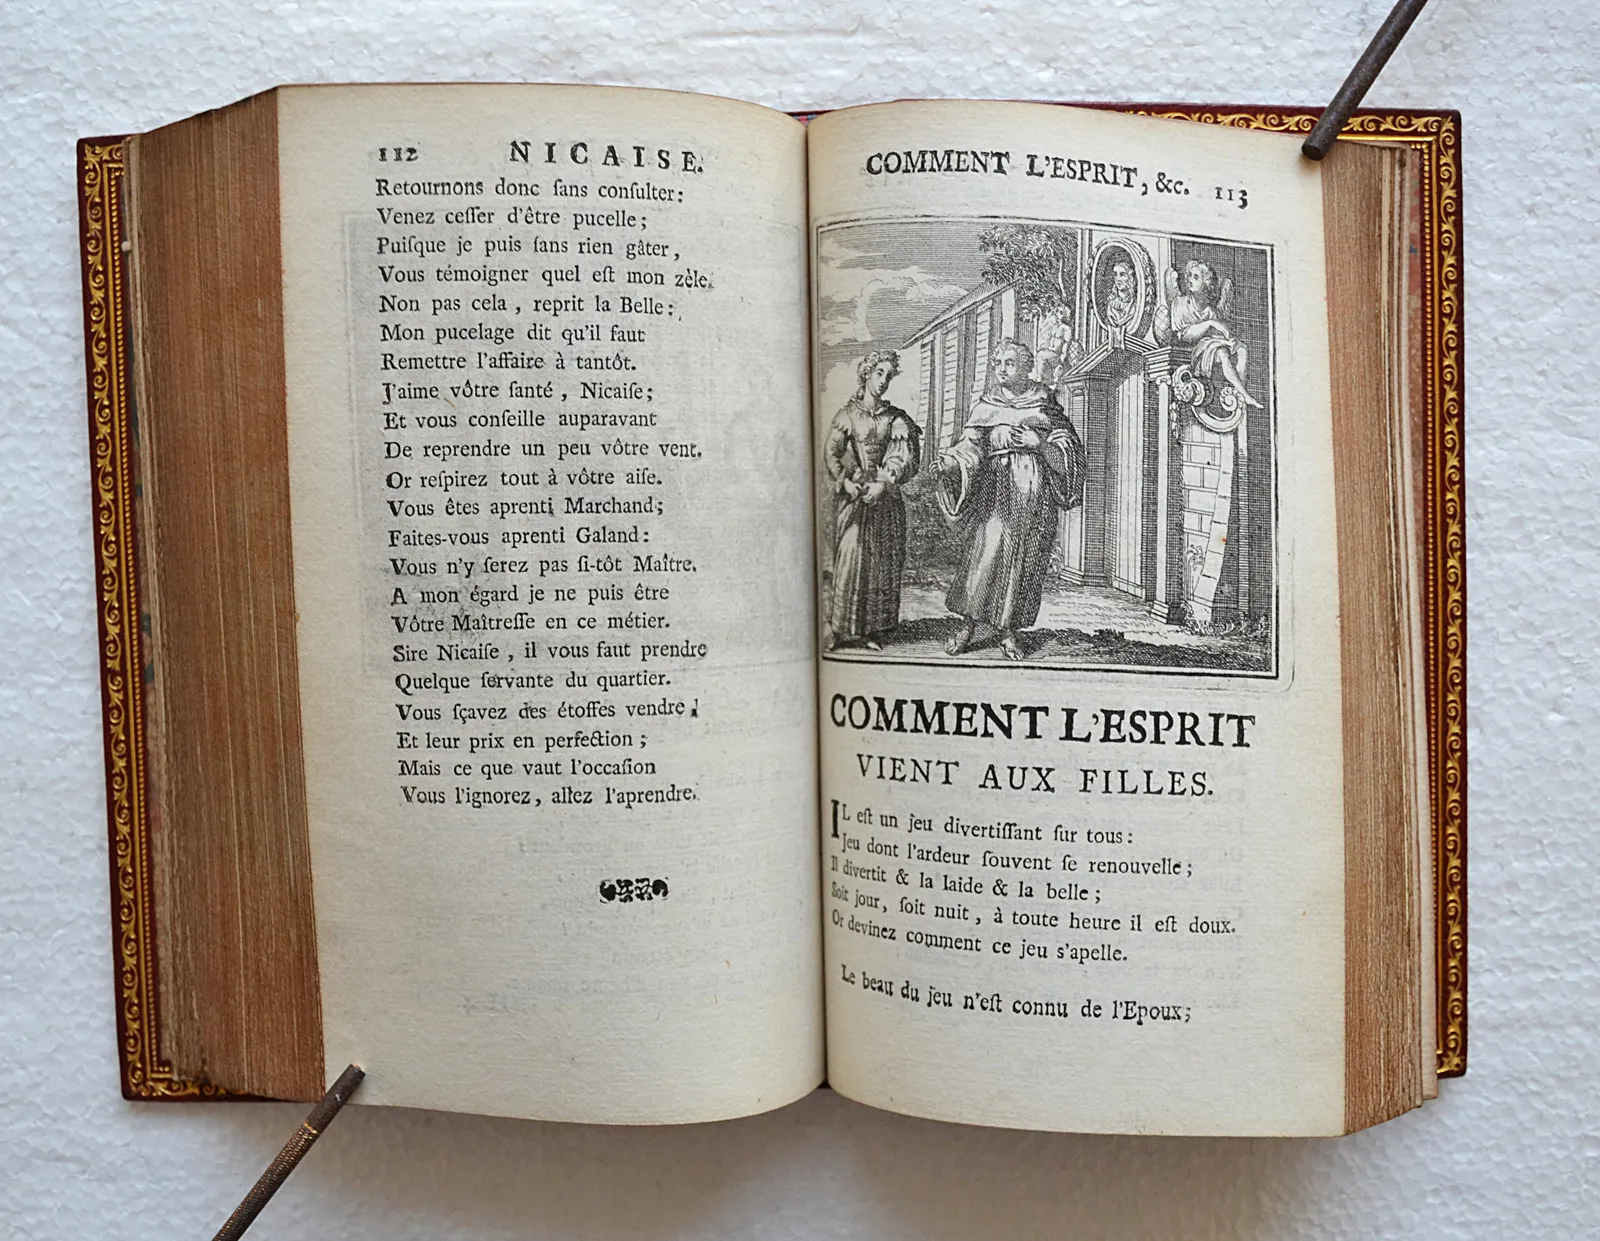 112 NICAISE.
Retournons donc ſans conſulter:
Venez ceſſer d'être pucelle;
Puiſque je puis ſans rien gâter,
Vous témoigner quel eſt mon zèle.
Non pas cela, reprit la Belle:
Mon pucelage dit qu'il faut
Remettre l'affaire à tantôt.
J'aime vôtre ſanté, Nicaiſe;
Et vous conſeille auparavant
De reprendre un peu vôtre vent.
Or reſpirez tout à vôtre aiſe.
Vous êtes aprenti Marchand;
Faites-vous aprenti Galand:
Vous n'y ſerez pas ſi-tôt Maître.
A mon égard je ne puis être
Vôtre Maîtreſſe en ce métier.
Sire Nicaiſe, il vous faut prendre
Quelque ſervante du quartier.
Vous ſçavez des étoffes vendre,
Et leur prix en perfection;
Mais ce que vaut l'occaſion
Vous l'ignorez, allez l'aprendre.
COMMENT L'ESPRIT, &c. 113
COMMENT L'ESPRIT
VIENT AUX FILLES.
IL eſt un jeu divertiſſant ſur tous:
Jeu dont l'ardeur ſouvent ſe renouvelle;
Il divertit & la laide & la belle;
Soit jour, ſoit nuit, à toute heure il eſt doux.
Or devinez comment ce jeu s'apelle.
Le beau du jeu n'eſt connu de l'Epoux;